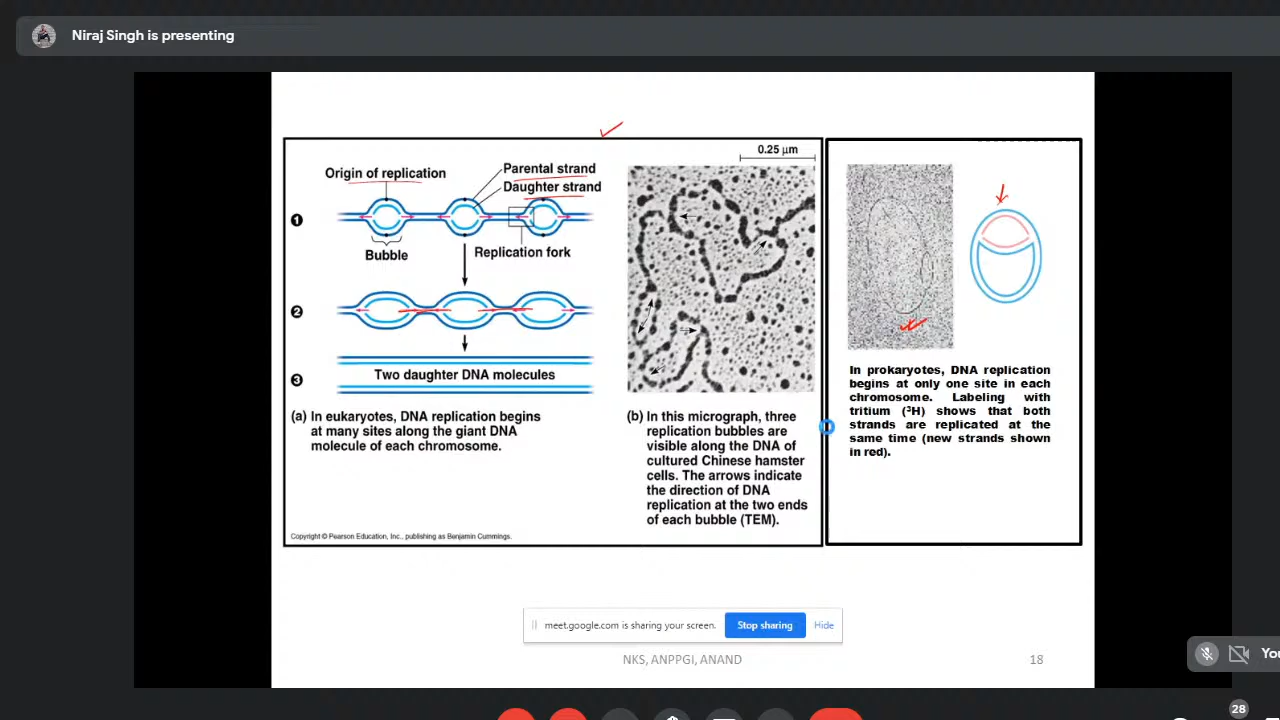 Niraj Singh is presenting
0.25 μm
Origin of replication
Parental strand
Daughter strand
1
Bubble
Replication fork
2
3
Two daughter DNA molecules
(a) In eukaryotes, DNA replication begins
at many sites along the giant DNA
molecule of each chromosome.
(b) In this micrograph, three
replication bubbles are
visible along the DNA of
cultured Chinese hamster
cells. The arrows indicate
the direction of DNA
replication at the two ends
of each bubble (TEM).
Copyright © Pearson Education, Inc., publishing as Benjamin Cummings.
In prokaryotes, DNA replication
begins at only one site in each
chromosome. Labeling with
tritium (³H) shows that both
strands are replicated at the
same time (new strands shown
in red).
meet.google.com is sharing your screen.
Stop sharing
Hide
NKS, ANPPGI, ANAND
18
You
28